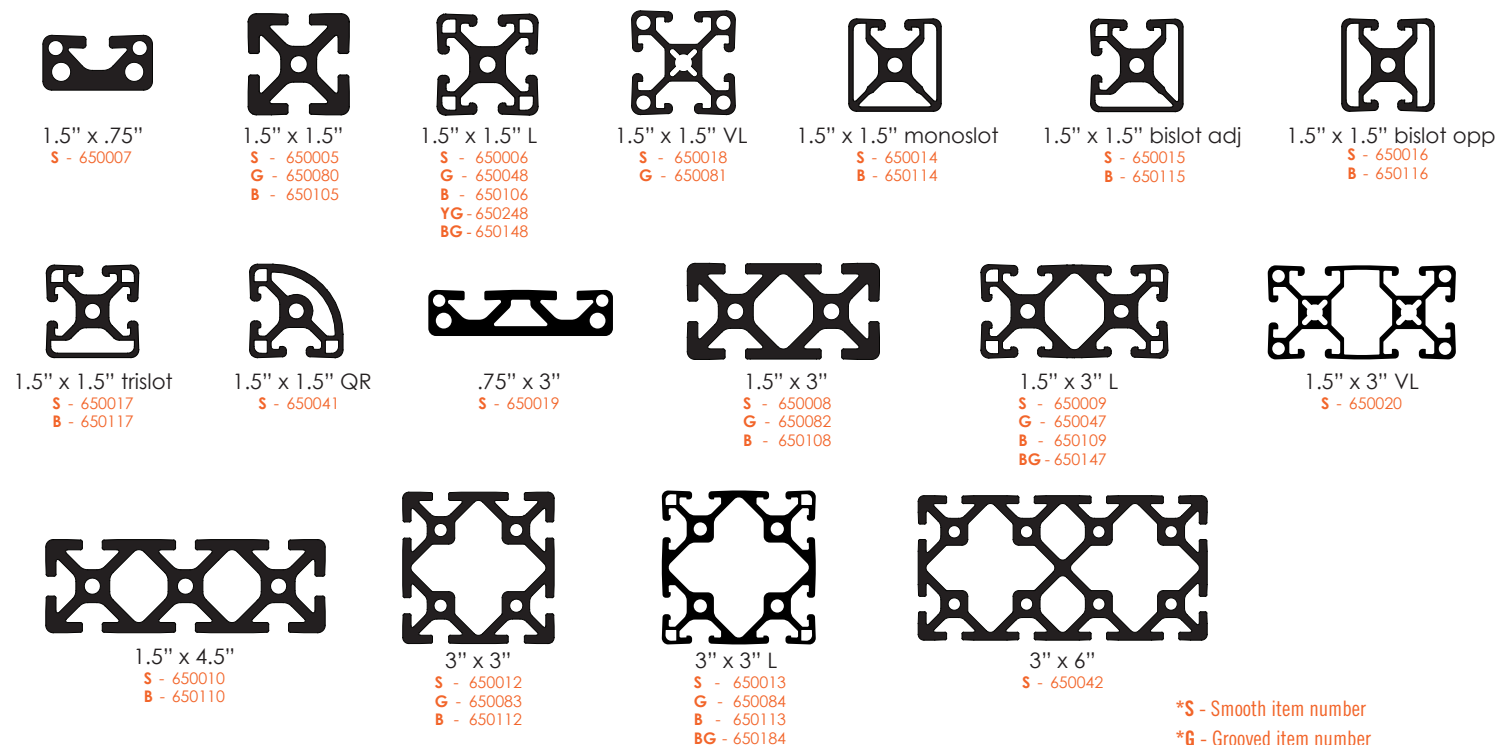 1.5” x .75”
S - 650007
1.5” x 1.5”
S - 650005
G - 650080
B - 650105
1.5” x 1.5” L
S - 650006
G - 650048
B - 650106
YG - 650248
BG - 650148
1.5” x 1.5” VL
S - 650018
G - 650081
1.5” x 1.5” monoslot
S - 650014
B - 650114
1.5” x 1.5” bislot adj
S - 650015
B - 650115
1.5” x 1.5” bislot opp
S - 650016
B - 650116
1.5” x 1.5” trislot
S - 650017
B - 650117
1.5” x 1.5” QR
S - 650041
.75” x 3”
S - 650019
1.5” x 3”
S - 650008
G - 650082
B - 650108
1.5” x 3” L
S - 650009
G - 650047
B - 650109
BG - 650147
1.5” x 3” VL
S - 650020
1.5” x 4.5”
S - 650010
B - 650110
3” x 3”
S - 650012
G - 650083
B - 650112
3” x 3” L
S - 650013
G - 650084
B - 650113
BG - 650184
3” x 6”
S - 650042
*S - Smooth item number
*G - Grooved item number